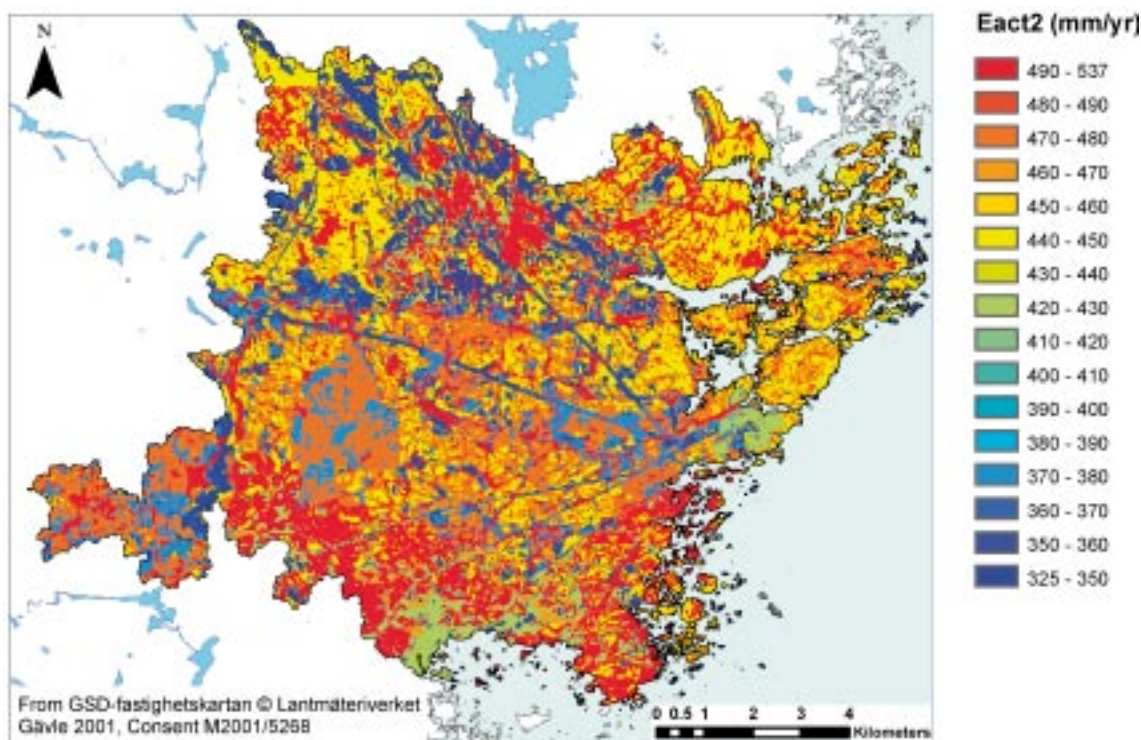 N
Eact2 (mm/yr)
490 - 537
480 - 490
470 - 480
460 - 470
450 - 460
440 - 450
430 - 440
420 - 430
410 - 420
400 - 410
390 - 400
380 - 390
370 - 380
360 - 370
350 - 360
325 - 350
From GSD-fastighetskartan © Lantmäteriverket
Gävle 2001, Consent M2001/5268
0 0.5 1 2 3 4
Kilometers